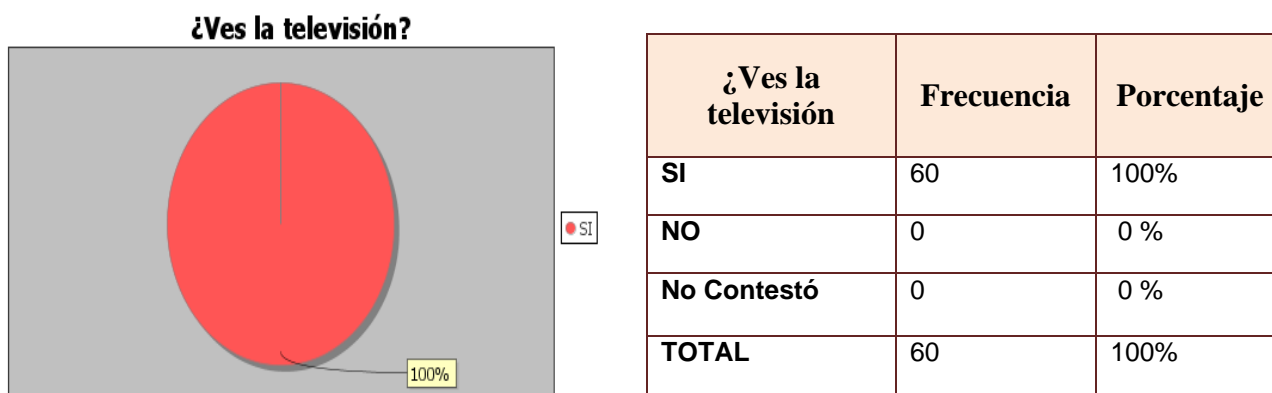 ¿Ves la televisión?
SI
100%
¿Ves la
televisión
Frecuencia
Porcentaje
SI
60
100%
NO
0
0 %
No Contestó
0
0 %
TOTAL
60
100%